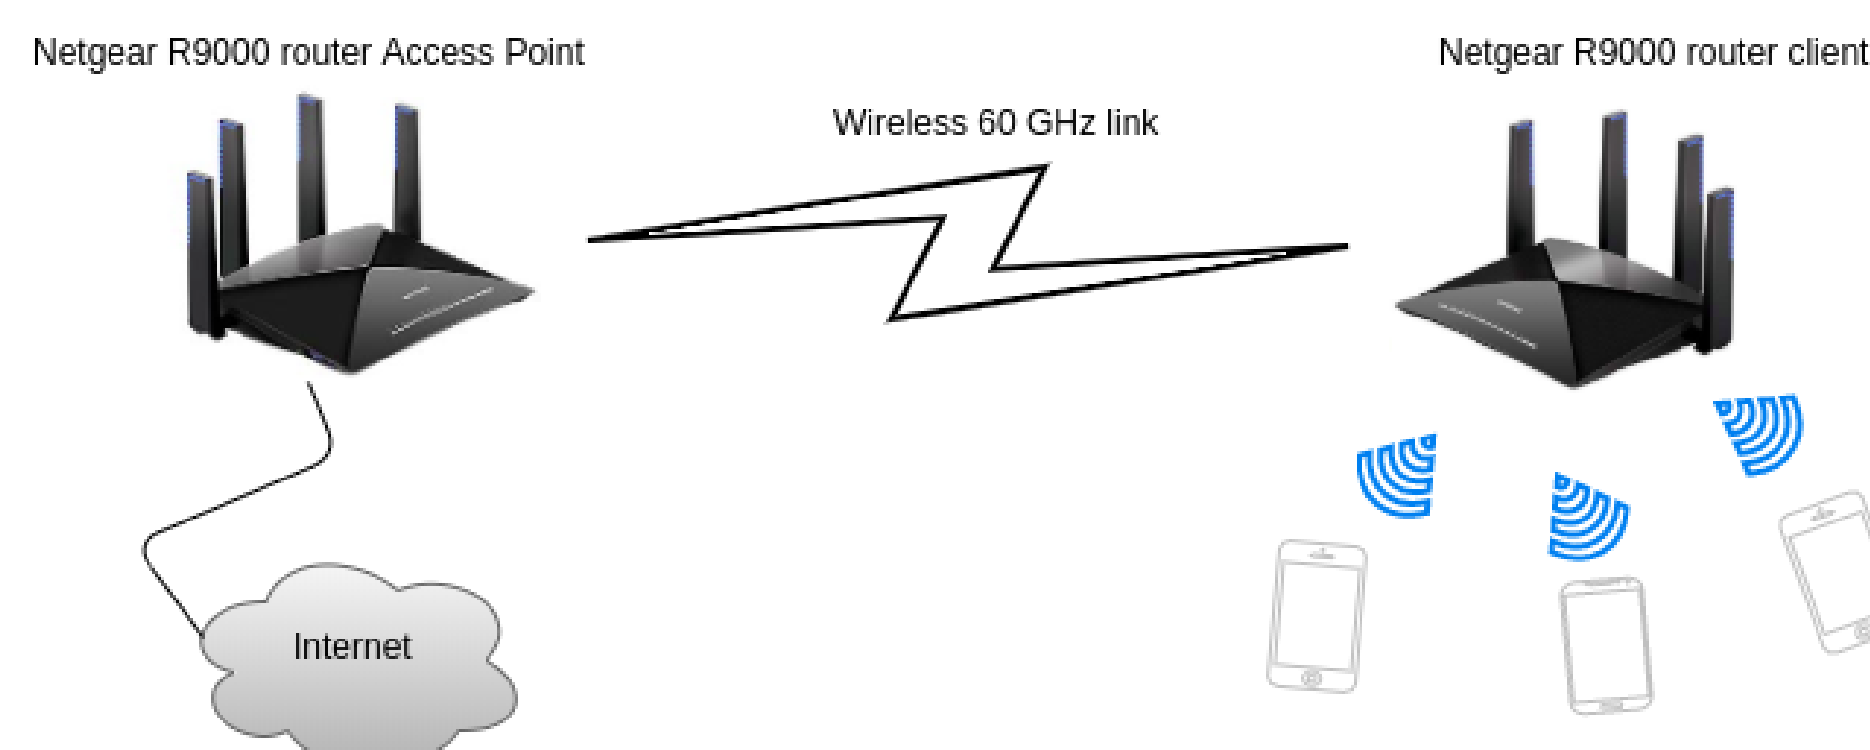 Netgear R9000 router Access Point
Netgear R9000 router client
Wireless 60 GHz link
Internet